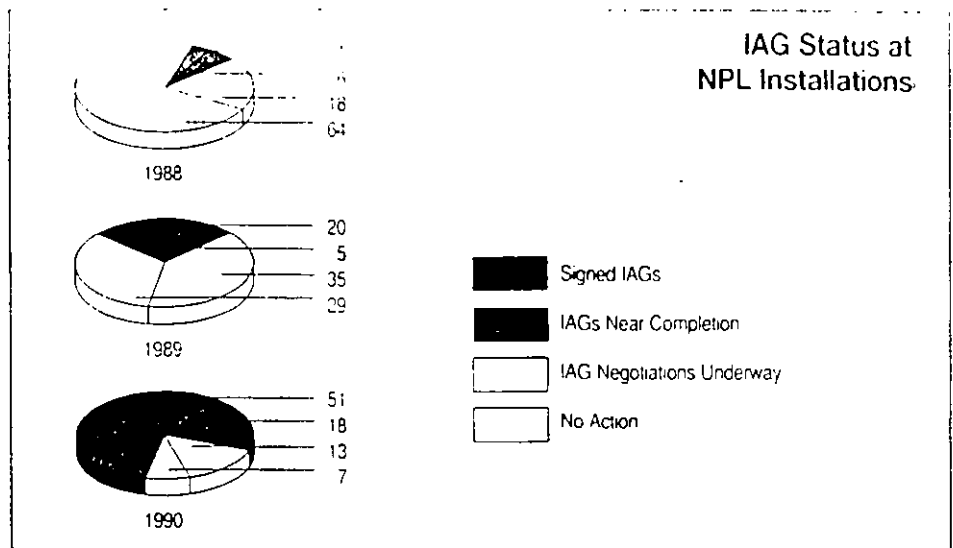 IAG Status at
NPL Installations
18
64
1988
20
5
35
29
1989
51
18
13
7
1990
Signed IAGs
IAGs Near Completion
IAG Negotiations Underway
No Action